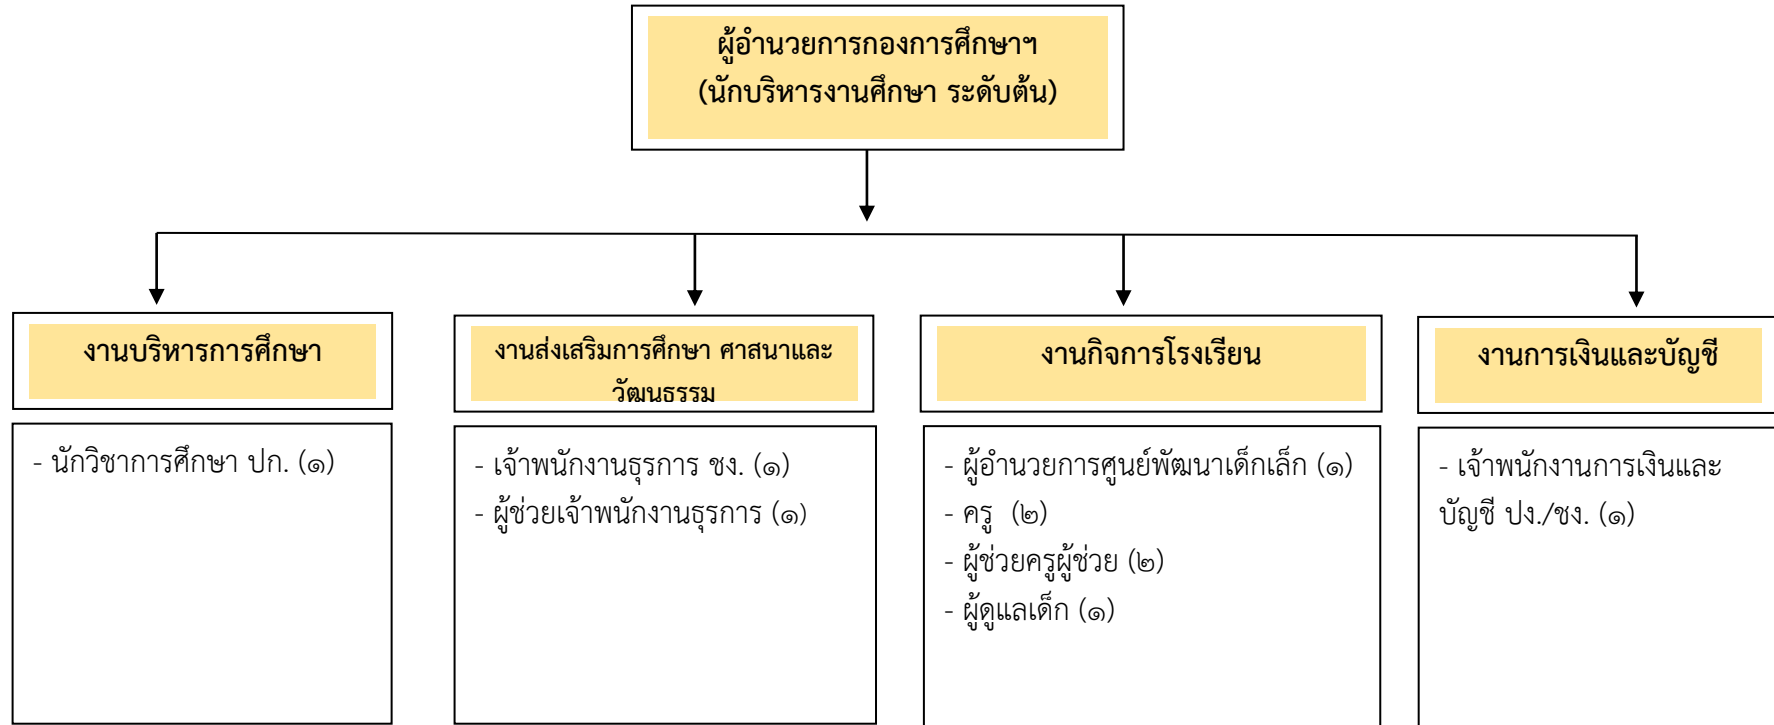 ผู้อำนวยการกองการศึกษาฯ
(นักบริหารงานศึกษา ระดับต้น)
งานบริหารการศึกษา
งานส่งเสริมการศึกษา ศาสนาและ
วัฒนธรรม
งานกิจการโรงเรียน
งานการเงินและบัญชี
- นักวิชาการศึกษา ปก. (๑)
- เจ้าพนักงานธุรการ ชง. (๑)
- ผู้ช่วยเจ้าพนักงานธุรการ (๑)
- ผู้อำนวยการศูนย์พัฒนาเด็กเล็ก (๑)
- ครู  (๒)
- ผู้ช่วยครูผู้ช่วย (๒)
- ผู้ดูแลเด็ก (๑)
- เจ้าพนักงานการเงินและ
บัญชี ปง./ชง. (๑)